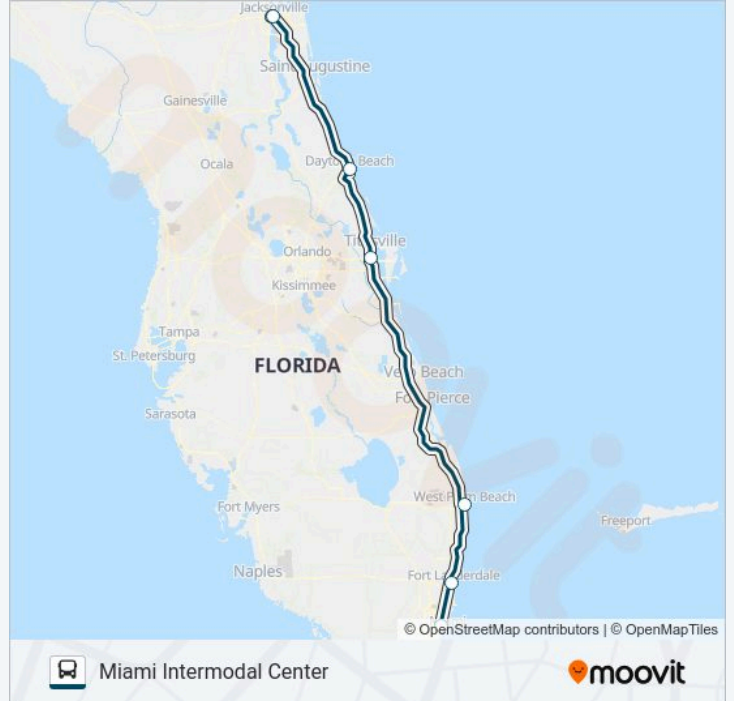 Jacksonville
Saint Augustine
Gainesville
Daytona Beach
Ocala
Titusville
Orlando
Kissimmee
Tampa
St. Petersburg
FLORIDA
Vero Beach
Fort Pierce
Sarasota
West Palm Beach
Fort Myers
Freeport
Naples
Fort Lauderdale
© OpenStreetMap contributors | © OpenMapTiles
Miami Intermodal Center
moovit